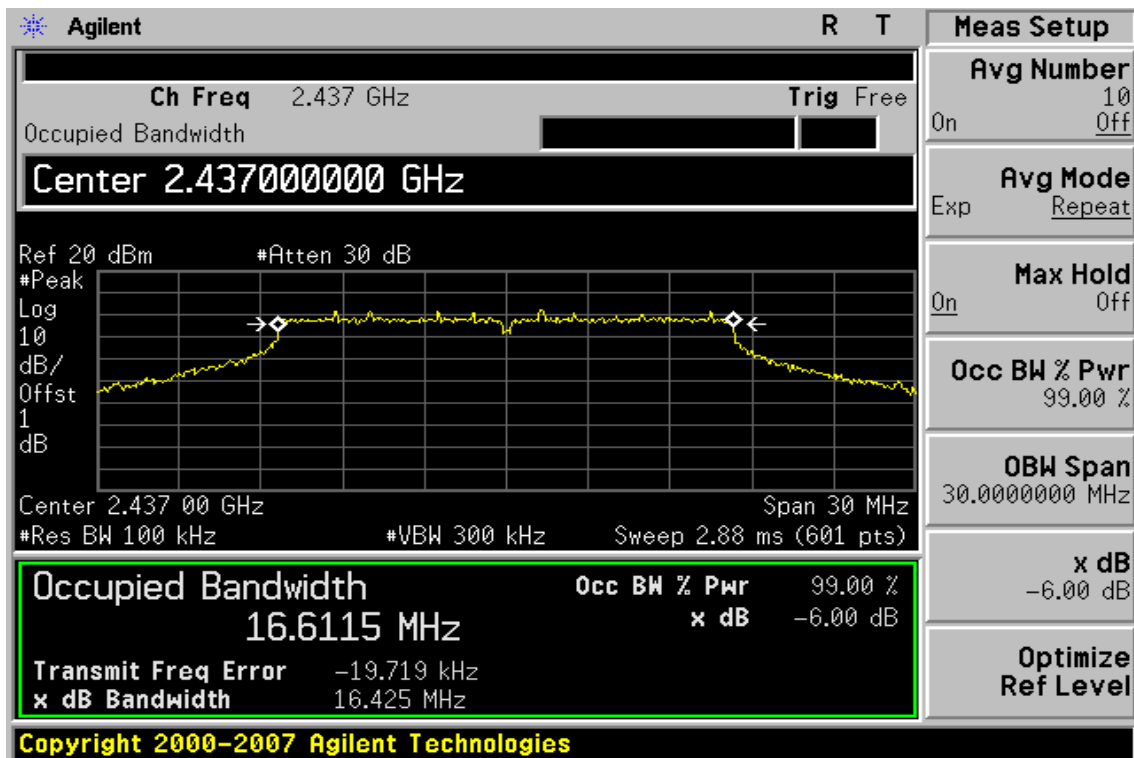 Agilent R T
Ch Freq 2.437 GHz Trig Free
Occupied Bandwidth
Center 2.437000000 GHz
Ref 20 dBm #Atten 30 dB
#Peak
Log
10
dB/
Offst
1
dB
Center 2.437 00 GHz Span 30 MHz
#Res BW 100 kHz #VBW 300 kHz Sweep 2.88 ms (601 pts)
Occupied Bandwidth Occ BW % Pwr 99.00 %
16.6115 MHz x dB -6.00 dB
Transmit Freq Error -19.719 kHz
x dB Bandwidth 16.425 MHz
Copyright 2000-2007 Agilent Technologies
Meas Setup
Avg Number
10
On Off
Avg Mode
Exp Repeat
Max Hold
On Off
Occ BW % Pwr
99.00 %
OBW Span
30.0000000 MHz
x dB
-6.00 dB
Optimize
Ref Level